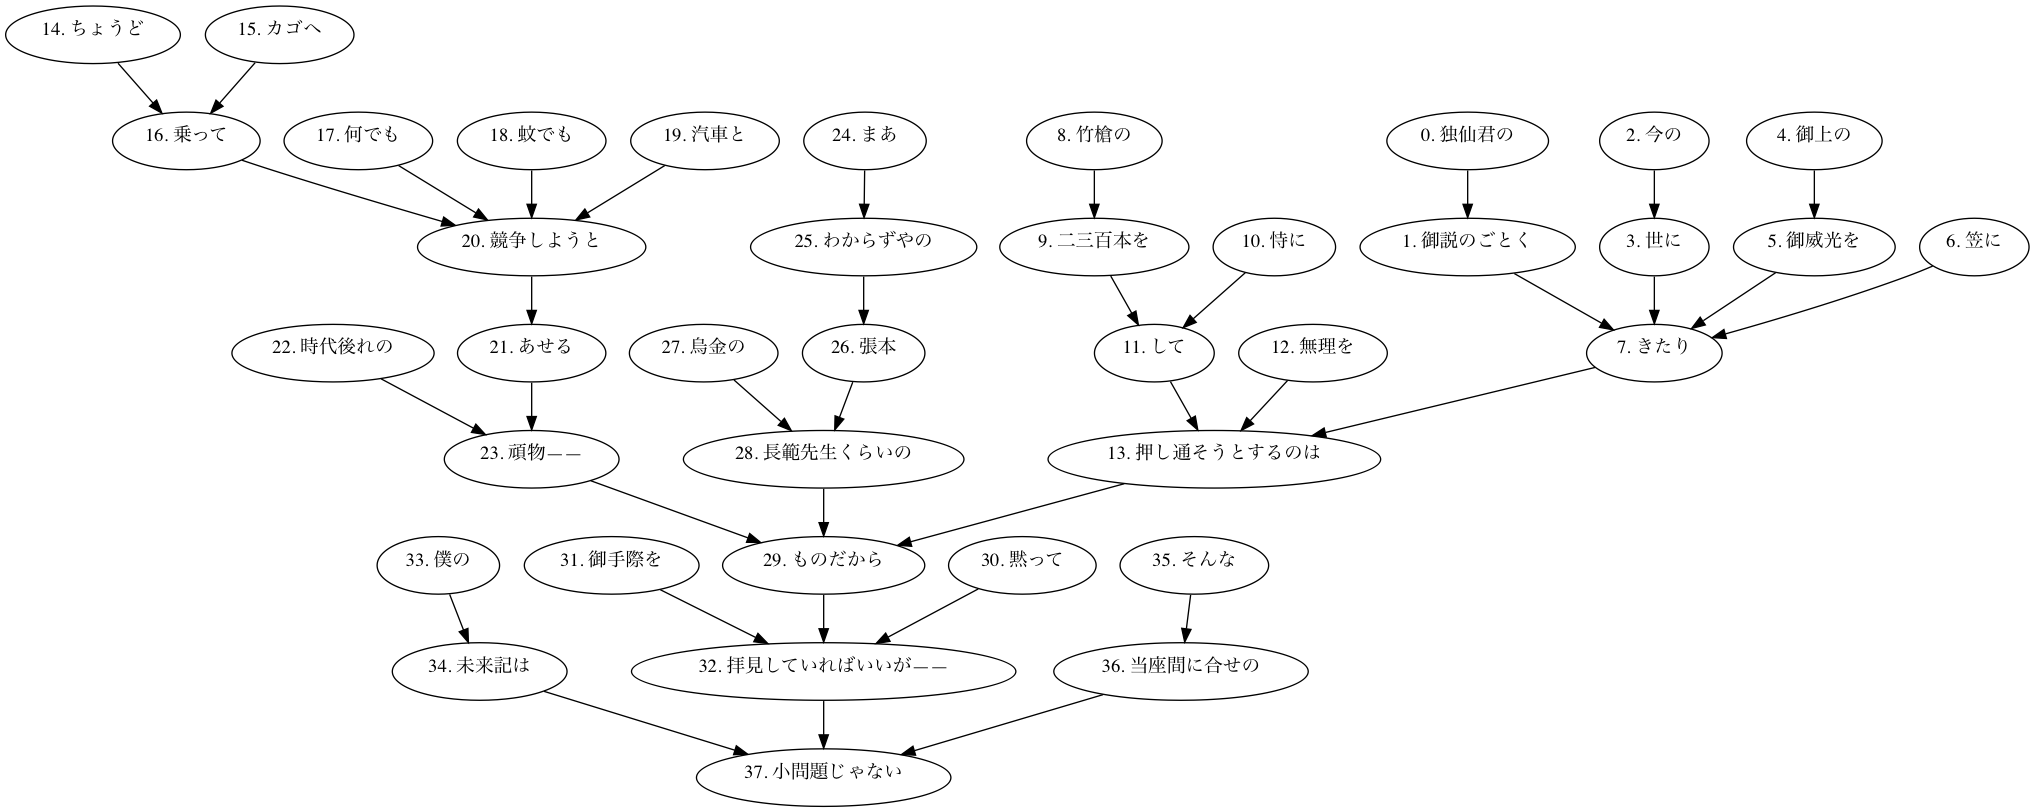 14. ちょうど
15. カゴへ
16. 乗って
17. 何でも
18. 蚊でも
19. 汽車と
24. まあ
8. 竹槍の
0. 独仙君の
2. 今の
4. 御上の
20. 競争しようと
25. わからずやの
9. 二三百本を
10. 恃に
1. 御説のごとく
3. 世に
5. 御威光を
6. 笠に
22. 時代後れの
21. あせる
27. 烏金の
26. 張本
11. して
12. 無理を
7. きたり
23. 頑物――
28. 長範先生くらいの
13. 押し通そうとするのは
33. 僕の
31. 御手際を
29. ものだから
30. 黙って
35. そんな
34. 未来記は
32. 拝見していればいいが――
36. 当座間に合せの
37. 小問題じゃない